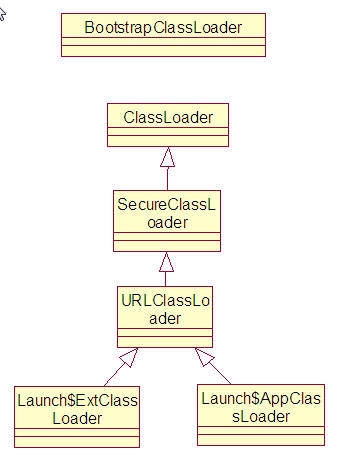 BootstrapClassLoader
ClassLoader
SecureClassL
oader
URLClassLo
ader
Launch$ExtClass
Loader
Launch$AppClas
sLoader